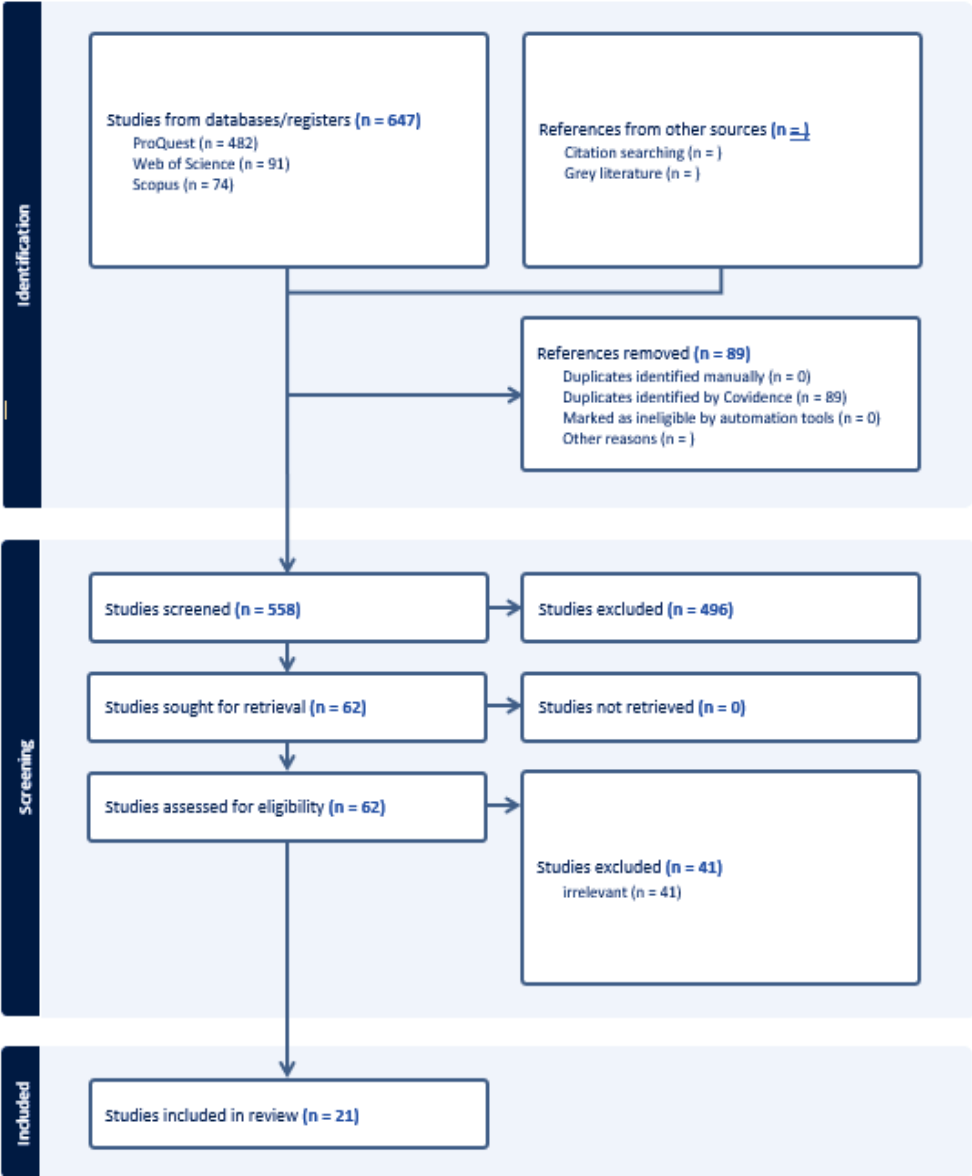 Identification
Studies from databases/registers (n = 647)
ProQuest (n = 482)
Web of Science (n = 91)
Scopus (n = 74)
References from other sources (n = )
Citation searching (n = )
Grey literature (n = )
References removed (n = 89)
Duplicates identified manually (n = 0)
Duplicates identified by Covidence (n = 89)
Marked as ineligible by automation tools (n = 0)
Other reasons (n = )
Screening
Studies screened (n = 558)
Studies excluded (n = 496)
Studies sought for retrieval (n = 62)
Studies not retrieved (n = 0)
Studies assessed for eligibility (n = 62)
Studies excluded (n = 41)
irrelevant (n = 41)
Included
Studies included in review (n = 21)